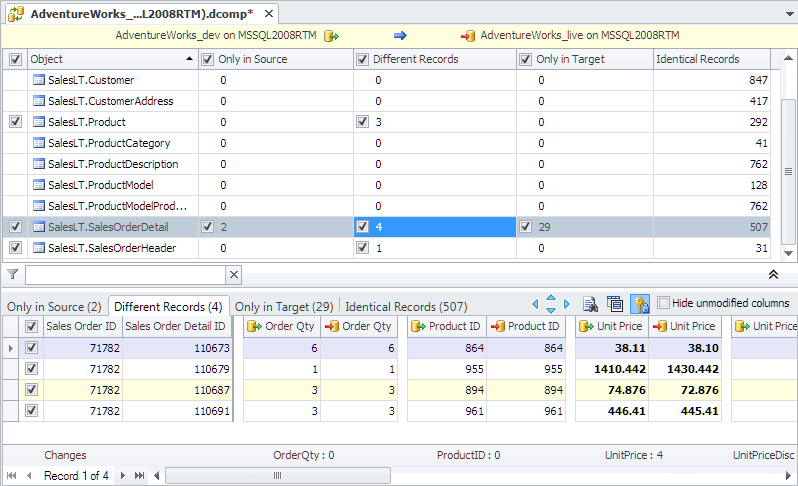 AdventureWorks_...L2008RTM).dcomp*
AdventureWorks_dev on MSSQL2008RTM AdventureWorks_live on MSSQL2008RTM
Object Only in Source Different Records Only in Target Identical Records
SalesLT.Customer 0 0 0 847
SalesLT.CustomerAddress 0 0 0 417
SalesLT.Product 0 3 0 292
SalesLT.ProductCategory 0 0 0 41
SalesLT.ProductDescription 0 0 0 762
SalesLT.ProductModel 0 0 0 128
SalesLT.ProductModelProd... 0 0 0 762
SalesLT.SalesOrderDetail 2 4 29 507
SalesLT.SalesOrderHeader 0 1 0 31
Only in Source (2) Different Records (4) Only in Target (29) Identical Records (507) Hide unmodified columns
Sales Order ID Sales Order Detail ID Order Qty Order Qty Product ID Product ID Unit Price Unit Price Unit Price
71782 110673 6 6 864 864 38.11 38.10
71782 110679 1 1 955 955 1410.442 1430.442
71782 110687 3 3 894 894 74.876 72.876
71782 110691 3 3 961 961 446.41 445.41
Changes OrderQty : 0 ProductID : 0 UnitPrice : 4 UnitPriceDisc
Record 1 of 4